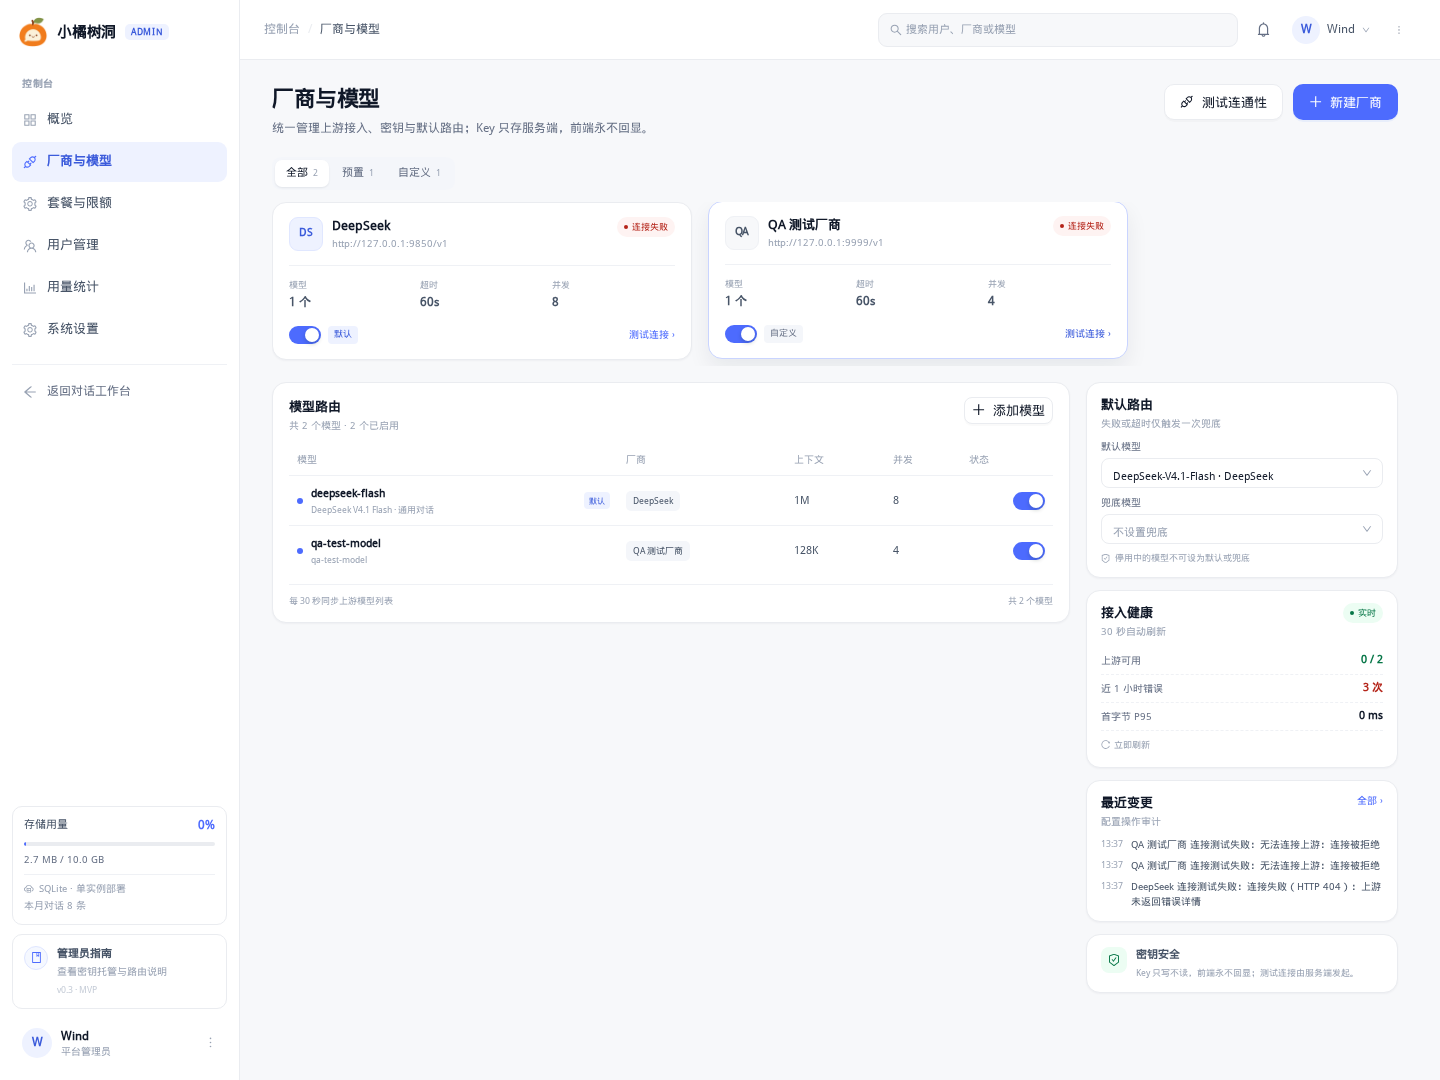 小橘树洞 ADMIN
控制台
概览
厂商与模型
套餐与限额
用户管理
用量统计
系统设置
返回对话工作台
存储用量 0%
2.7 MB / 10.0 GB
SQLite · 单实例部署
本月对话 8 条
管理员指南
查看密钥托管与路由说明
v0.3 · MVP
W Wind
平台管理员
控制台 / 厂商与模型
搜索用户、厂商或模型
W Wind
厂商与模型
统一管理上游接入、密钥与默认路由；Key 只存服务端，前端永不回显。
测试连通性
新建厂商
全部 2 预置 1 自定义 1
DS DeepSeek
http://127.0.0.1:9850/v1
连接失败
模型 超时 并发
1 个 60s 8
默认 测试连接 ›
QA QA 测试厂商
http://127.0.0.1:9999/v1
连接失败
模型 超时 并发
1 个 60s 4
自定义 测试连接 ›
模型路由
共 2 个模型 · 2 个已启用
添加模型
模型 厂商 上下文 并发 状态
deepseek-flash
DeepSeek V4.1 Flash · 通用对话
默认 DeepSeek 1M 8
qa-test-model
qa-test-model
QA 测试厂商 128K 4
每 30 秒同步上游模型列表 共 2 个模型
默认路由
失败或超时仅触发一次兜底
默认模型
DeepSeek-V4.1-Flash · DeepSeek
兜底模型
不设置兜底
停用中的模型不可设为默认或兜底
接入健康 实时
30 秒自动刷新
上游可用 0 / 2
近 1 小时错误 3 次
首字节 P95 0 ms
立即刷新
最近变更 全部 ›
配置操作审计
13:37 QA 测试厂商 连接测试失败：无法连接上游：连接被拒绝
13:37 QA 测试厂商 连接测试失败：无法连接上游：连接被拒绝
13:37 DeepSeek 连接测试失败：连接失败（HTTP 404）：上游
未返回错误详情
密钥安全
Key 只写不读，前端永不回显；测试连接由服务端发起。